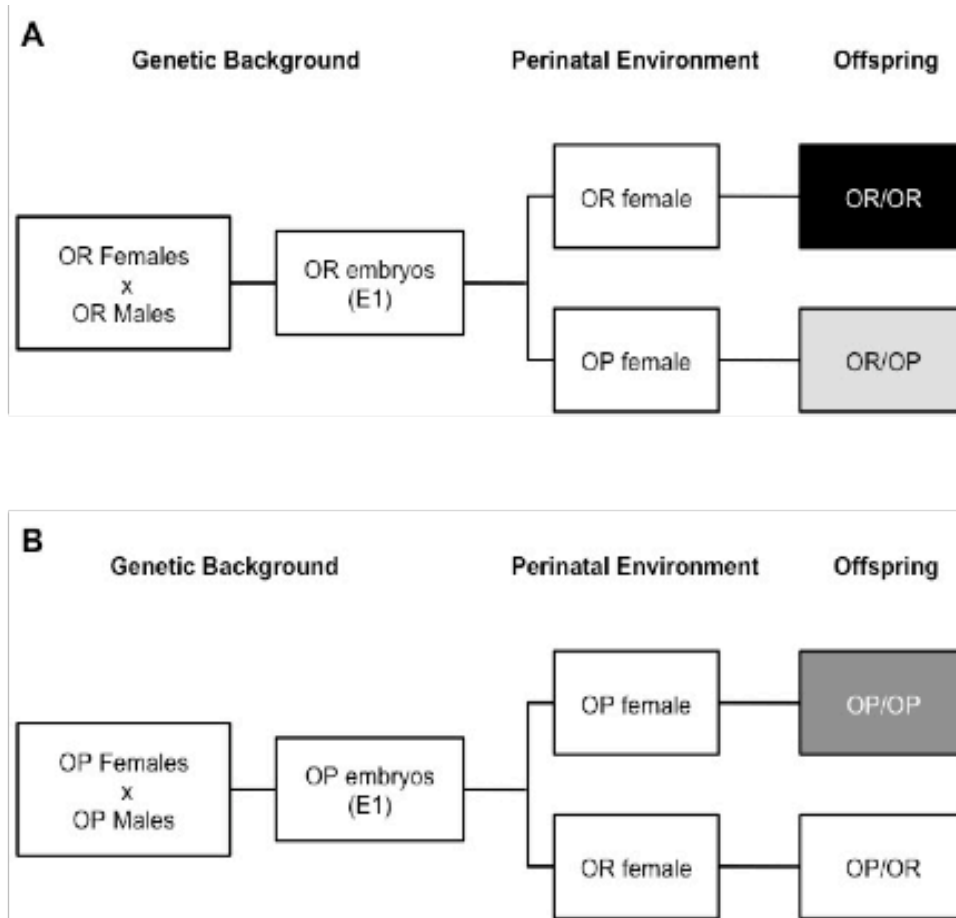 A
Genetic Background Perinatal Environment Offspring
OR Females
x
OR Males
OR embryos
(E1)
OR female
OR/OR
OP female
OR/OP
B
Genetic Background Perinatal Environment Offspring
OP Females
x
OP Males
OP embryos
(E1)
OP female
OP/OP
OR female
OP/OR